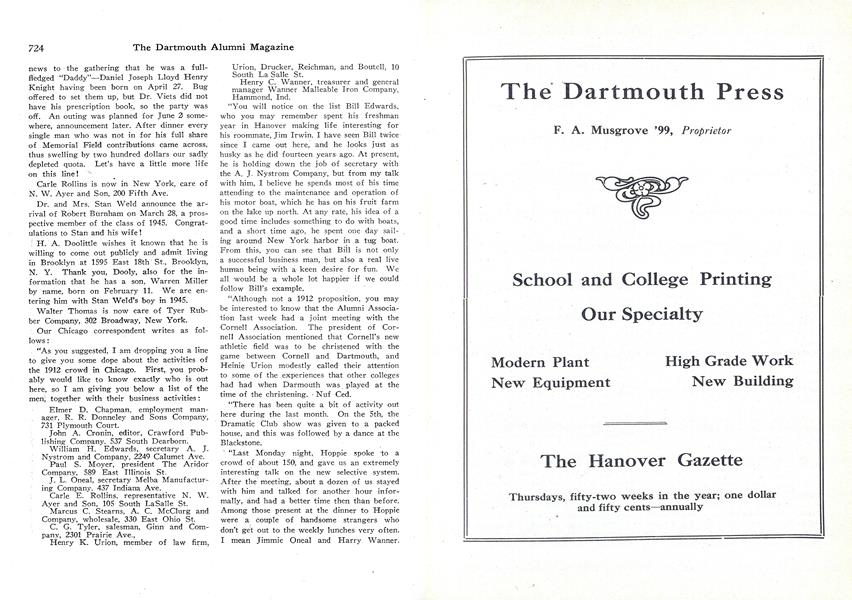 724
The Dartmouth Alumni Magazine
news to the gathering that he was a full-
fledged "Daddy"—Daniel Joseph Lloyd Henry
Knight having been born on April 27. Bug
offered to set them up, but Dr. Viets did not
have his prescription book, so the party was
off. An outing was planned for June 2 some-
where, announcement later. After dinner every
single man who was not in for his full share
of Memorial Field contributions came across,
thus swelling by two hundred dollars our sadly
depleted quota. Let's have a little more life
on this line!
Carle Rollins is now in New York, care of
N. W. Ayer and Son, 200 Fifth Ave.
Dr. and Mrs. Stan Weld announce the ar-
rival of Robert Burnham on March 28, a pros-
pective member of the class of 1945. Congrat-
ulations to Stan and his wife!
H. A. Doolittle wishes it known that he is
willing to come out publicly and admit living
in Brooklyn at 1595 East 18th St., Brooklyn,
N. Y. Thank you, Dooly, also for the in-
formation that he has a son, Warren Miller
by name, born on February 11. We are en-
tering him with Stan Weld's boy in 1945.
Walter Thomas is now care of Tyer Rub-
ber Company, 302 Broadway, New York.
Our Chicago correspondent writes as fol-
lows:
"As you suggested, I am dropping you a line
to give you some dope about the activities of
the 1912 crowd in Chicago. First, you prob-
ably would like to know exactly who is out
here, so I am giving you below a list of the
men, together with their business activities:
Elmer D. Chapman, employment man-
ager, R. R. Donneley and Sons Company,
731 Plymouth Court.
John A. Cronin, editor, Crawford Pub-
lishing Company, 537 South Dearborn.
William H. Edwards, secretary A. J.
Nystrom and Company, 2249 Calumet Ave.
Paul S. Moyer, president The Aridor
Company, 589 East Illinois St.
J. L. Oneal, secretary Melba Manufactur-
ing Company, 437 Indiana Ave.
Carle E. Rollins, representative N. W.
Ayer and Son, 105 South LaSalle St.
Marcus C. Stearns, A. C. McClurg and
Company, wholesale, 330 East Ohio St.
C. G. Tyler, salesman, Ginn and Com-
pany, 2301 Prairie Ave.,
Henry K. Urion, member of law firm,
Urion, Drucker, Reichman, and Boutell, 10
South La Salle St.
Henry C. Wanner, treasurer and general
manager Wanner Malleable Iron Company,
Hammond, Ind.
"You will notice on the list Bill Edwards,
who you may remember spent his freshman
year in Hanover making life interesting for
his roommate, Jim Irwin. I have seen Bill twice
since I came out here, and he looks just as
husky as he did fourteen years ago. At present,
he is holding down the job of secretary with
the A. J. Nystrom Company, but from my talk
with him, I believe he spends most of his time
attending to the maintenance and operation of
his motor boat, which he has on his fruit farm
on the lake up north. At any rate, his idea of a
good time includes something to do with boats,
and a short time ago, he spent one day sail-
ing around New York harbor in a tug boat.
From this, you can see that Bill is not only
a successful business man, but also a real live
human being with a keen desire for fun. We
all would be a whole lot happier if we could
follow Bill's example.
"Although not a 1912 proposition, you may
be interested to know that the Alumni Associa-
tion last week had a joint meeting with the
Cornell Association. The president of Cor-
nell Association mentioned that Cornell's new
athletic field was to be christened with the
game between Cornell and Dartmouth, and
Heinie Urion modestly called their attention
to some of the experiences that other colleges
had had when Darmouth was played at the
time of the christening. Nuf Ced.
"There has been quite a bit of activity out
here during the last month. On the 5th, the
Dramatic Club show was given to a packed
house, and this was followed by a dance at the
Blackstone.
"Last Monday night, Hoppie spoke to a
crowd of about 150, and gave us an extremely
interesting talk on the new selective system.
After the meeting, about a dozen of us stayed
with him and talked for another hour infor-
mally, and had a better time then than before.
Among those present at the dinner to Hoppie
were a couple of handsome strangers who
don't get out to the weekly lunches very often.
I mean Jimmie Oneal and Harry Wanner.
The Dartmouth Press
F. A. Musgrove '99, Proprietor
School and College Printing
Our Specialty
Modern Plant High Grade Work
New Equipment New Building
The Hanover Gazette
Thursdays, fifty-two weeks in the year; one dollar
and fifty cents—annually